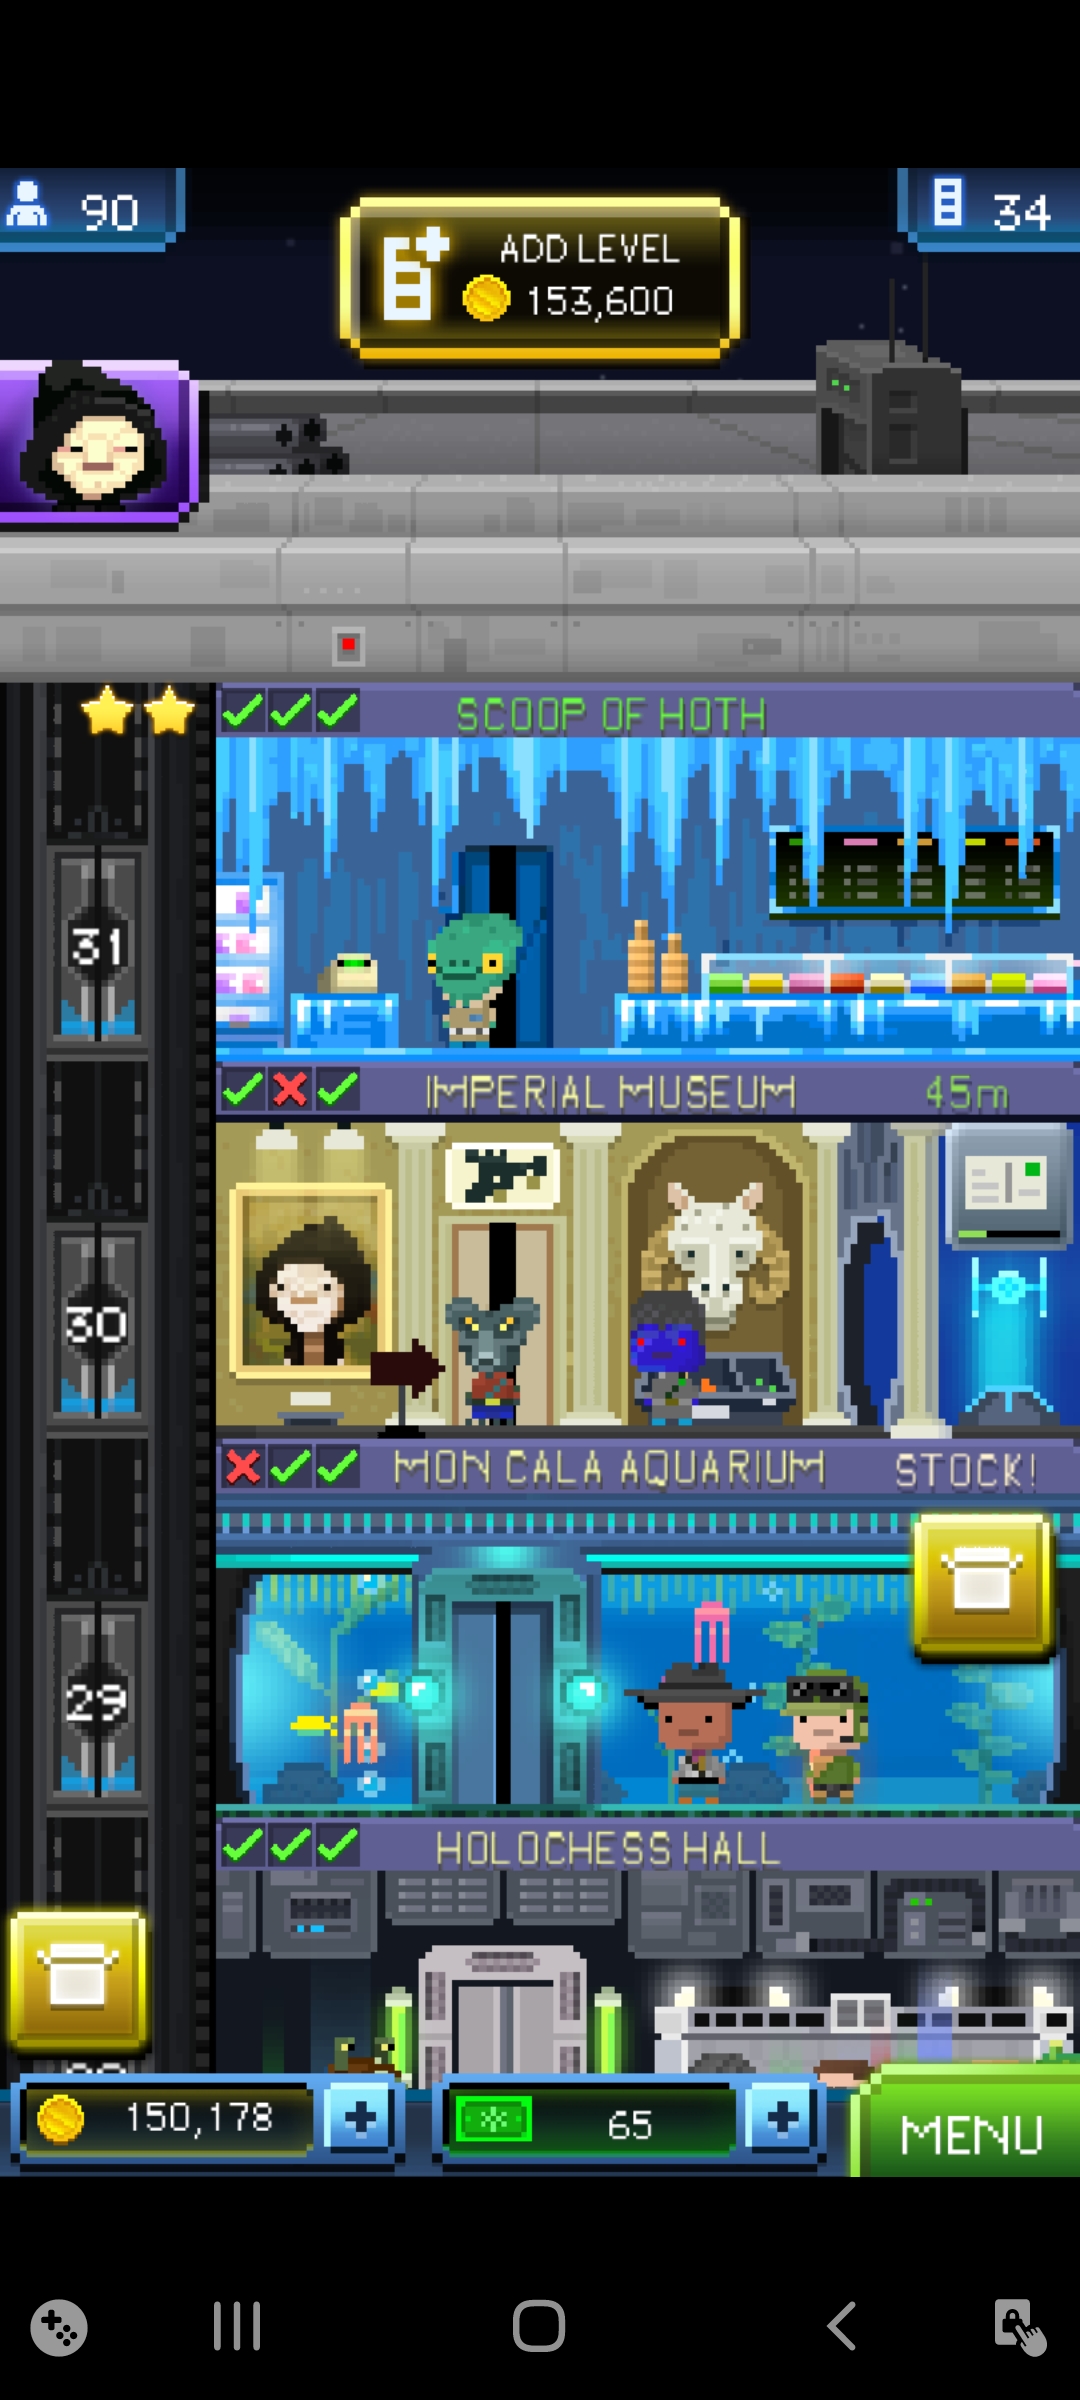 90
34
ADD LEVEL
153,600
SCOOP OF HOTH
31
IMPERIAL MUSEUM 45m
30
MON CALA AQUARIUM STOCK!
29
HOLOCHESS HALL
150,178
65
MENU